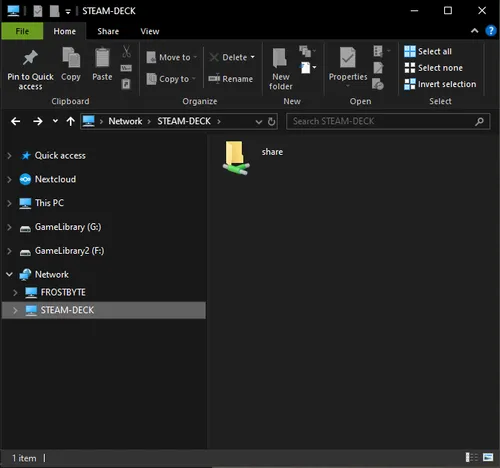 STEAM-DECK
File Home Share View
Pin to Quick access
Copy
Paste
Move to
Copy to
Delete
Rename
New folder
Properties
Select all
Select none
Invert selection
Clipboard Organize New Open Select
Network STEAM-DECK
Search STEAM-DECK
Quick access
Nextcloud
This PC
GameLibrary (G:)
GameLibrary2 (F:)
Network
FROSTBYTE
STEAM-DECK
share
1 item